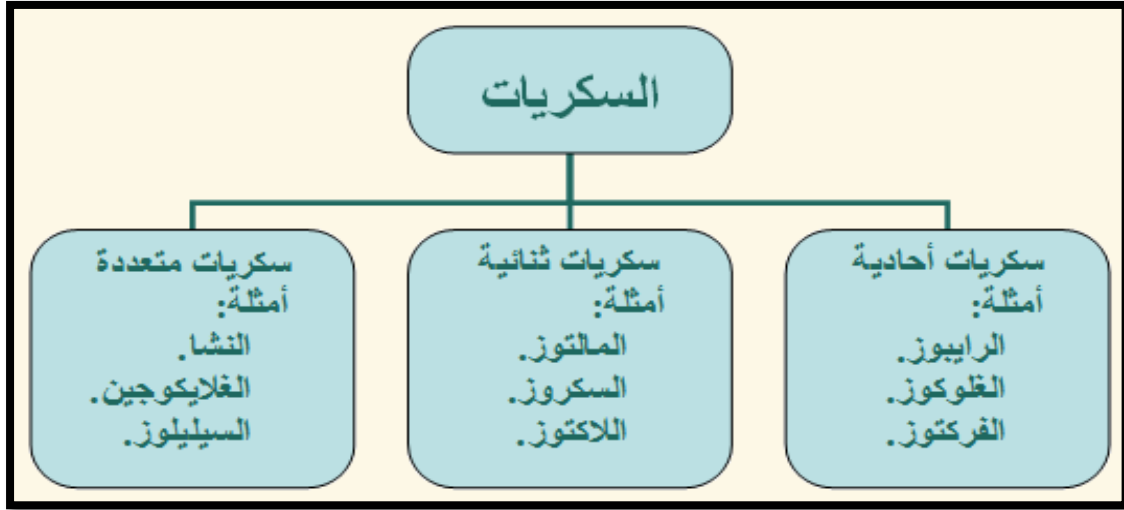 السكريات
سكريات أحادية
أمثلة:
الرايبوز.
الغلوكوز.
الفركتوز.
سكريات ثنائية
أمثلة:
المالتوز.
السكروز.
اللاكتوز.
سكريات متعددة
أمثلة:
النشا.
الغلايكوجين.
السيليلوز.